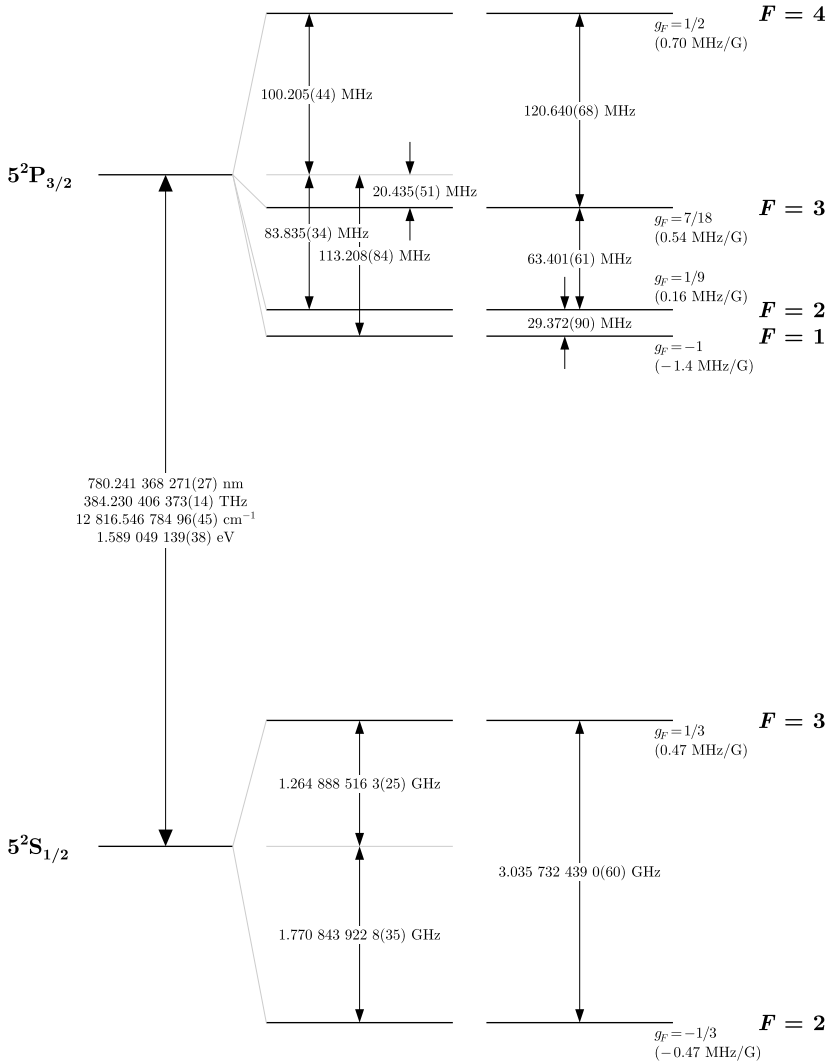 F = 4
g_F = 1/2
(0.70 MHz/G)
100.205(44) MHz
120.640(68) MHz
5²P₃/₂
20.435(51) MHz
F = 3
g_F = 7/18
(0.54 MHz/G)
83.835(34) MHz
113.208(84) MHz
63.401(61) MHz
g_F = 1/9
(0.16 MHz/G)
F = 2
29.372(90) MHz
F = 1
g_F = −1
(−1.4 MHz/G)
780.241 368 271(27) nm
384.230 406 373(14) THz
12 816.546 784 96(45) cm⁻¹
1.589 049 139(38) eV
F = 3
g_F = 1/3
(0.47 MHz/G)
1.264 888 516 3(25) GHz
5²S₁/₂
3.035 732 439 0(60) GHz
1.770 843 922 8(35) GHz
F = 2
g_F = −1/3
(−0.47 MHz/G)